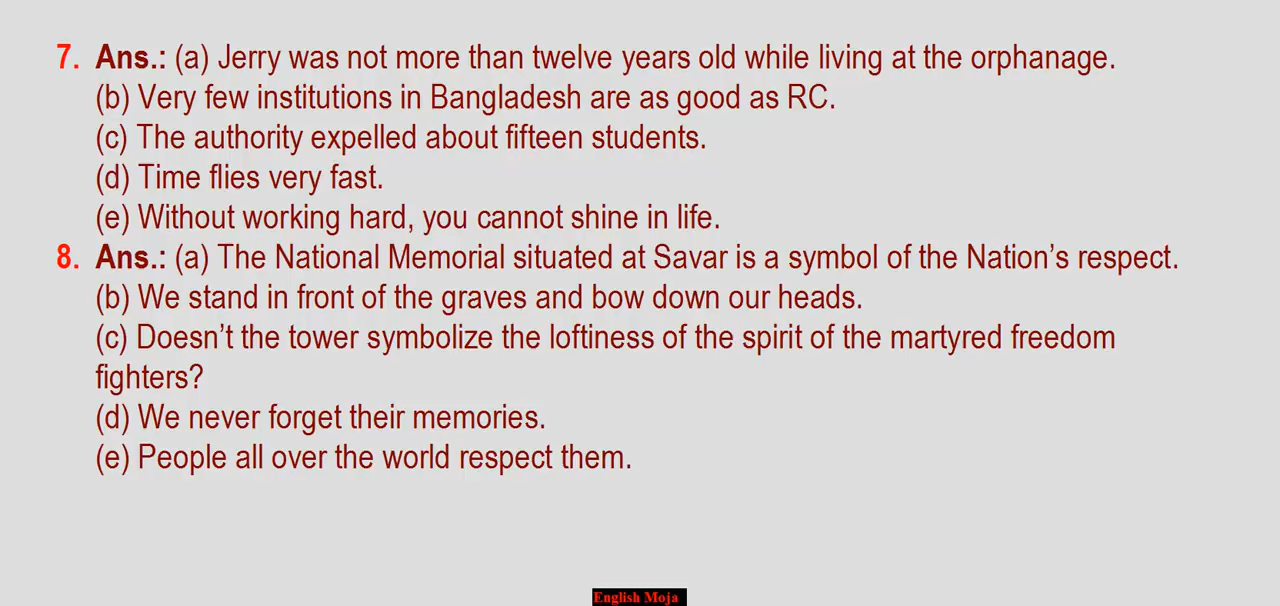 7. Ans.: (a) Jerry was not more than twelve years old while living at the orphanage.
(b) Very few institutions in Bangladesh are as good as RC.
(c) The authority expelled about fifteen students.
(d) Time flies very fast.
(e) Without working hard, you cannot shine in life.
8. Ans.: (a) The National Memorial situated at Savar is a symbol of the Nation’s respect.
(b) We stand in front of the graves and bow down our heads.
(c) Doesn’t the tower symbolize the loftiness of the spirit of the martyred freedom
fighters?
(d) We never forget their memories.
(e) People all over the world respect them.
English Moja